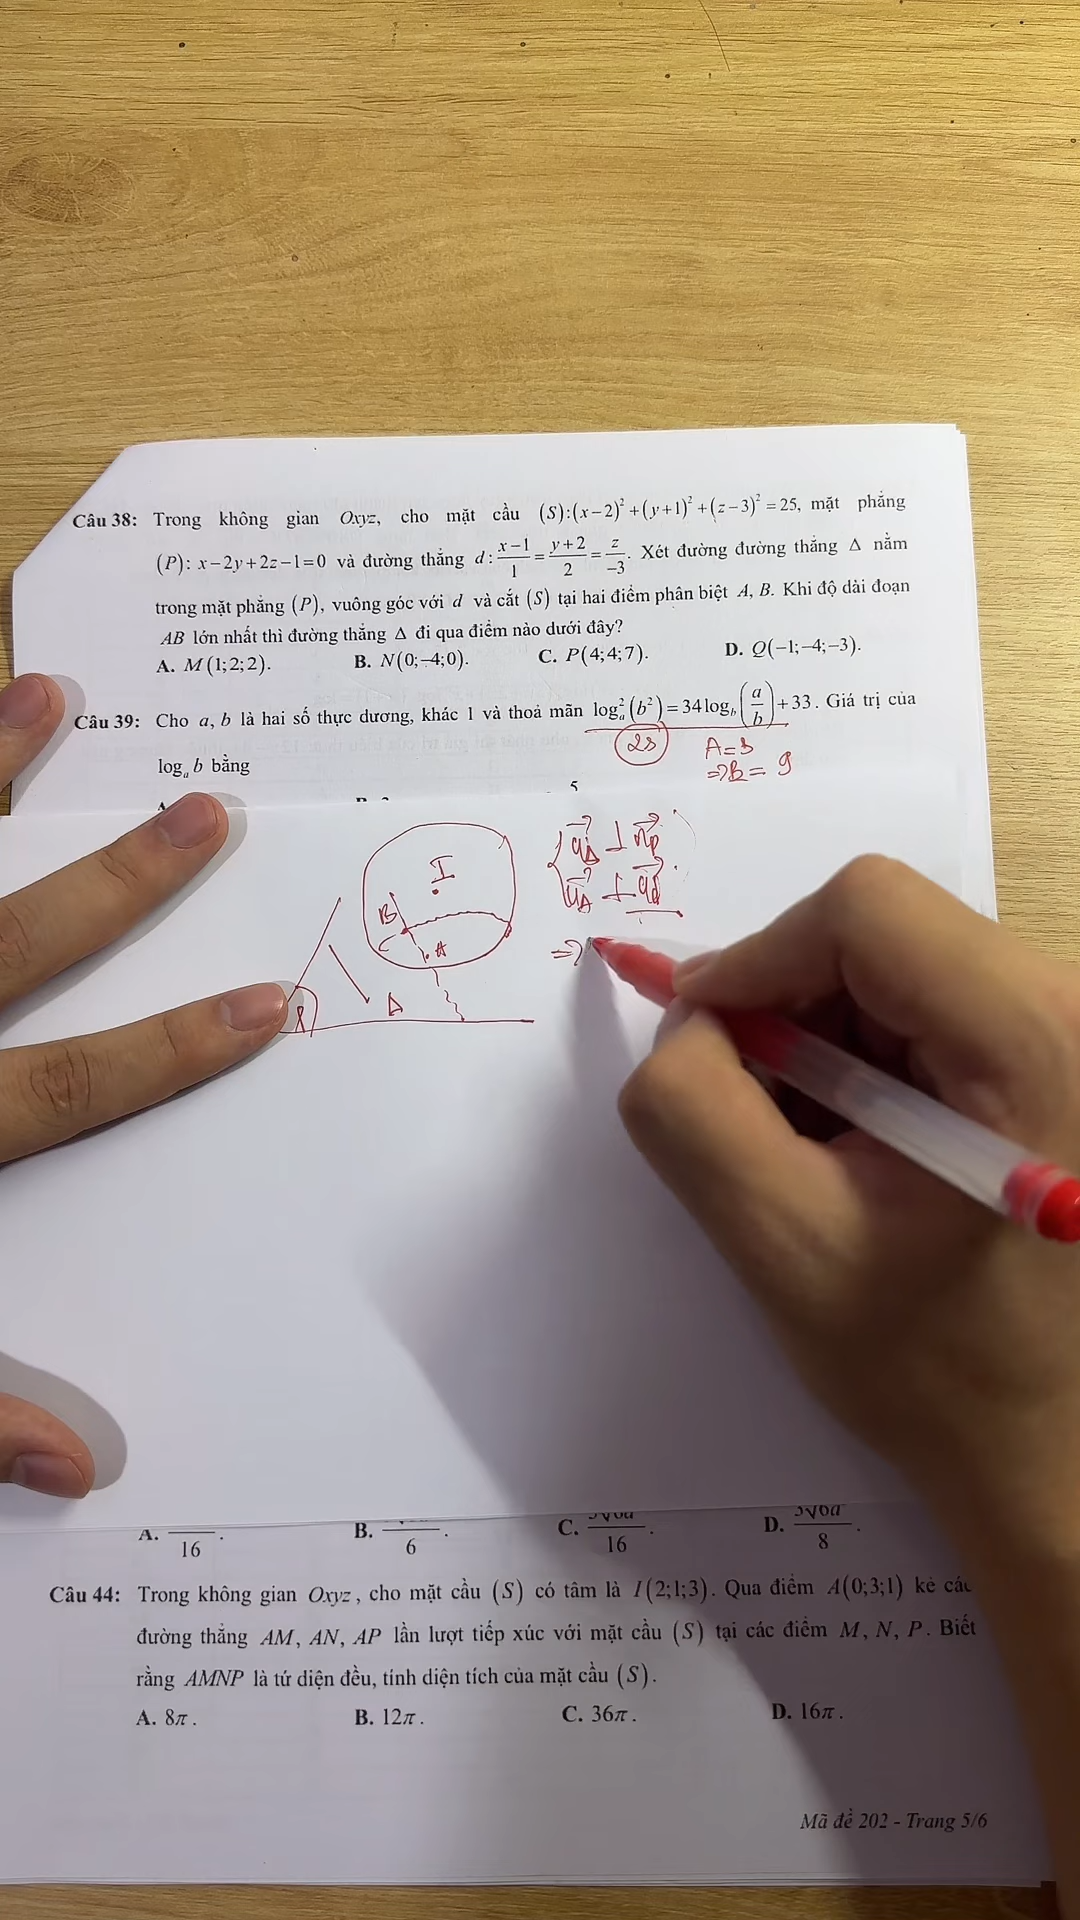 Câu 38: Trong không gian Oxyz, cho mặt cầu (S):(x−2)²+(y+1)²+(z−3)²=25, mặt phẳng
(P): x−2y+2z−1=0 và đường thẳng d: (x−1)/1 = (y+2)/2 = z/−3. Xét đường đường thẳng Δ nằm
trong mặt phẳng (P), vuông góc với d và cắt (S) tại hai điểm phân biệt A, B. Khi độ dài đoạn
AB lớn nhất thì đường thẳng Δ đi qua điểm nào dưới đây?
A. M(1;2;2). B. N(0;−4;0). C. P(4;4;7). D. Q(−1;−4;−3).
Câu 39: Cho a, b là hai số thực dương, khác 1 và thoả mãn log²ₐ(b²)=34log_b(a/b)+33. Giá trị của
logₐ b bằng
2s A=3
⇒B= 9
5
I
B
A
Δ
u⃗Δ ⊥ n⃗p
u⃗Δ ⊥ u⃗d
⇒
A. 16 . B. 6 . C. 16 . D. 3√6a/8 .
Câu 44: Trong không gian Oxyz, cho mặt cầu (S) có tâm là I(2;1;3). Qua điểm A(0;3;1) kẻ các
đường thẳng AM, AN, AP lần lượt tiếp xúc với mặt cầu (S) tại các điểm M, N, P. Biết
rằng AMNP là tứ diện đều, tính diện tích của mặt cầu (S).
A. 8π. B. 12π. C. 36π. D. 16π.
Mã đề 202 - Trang 5/6